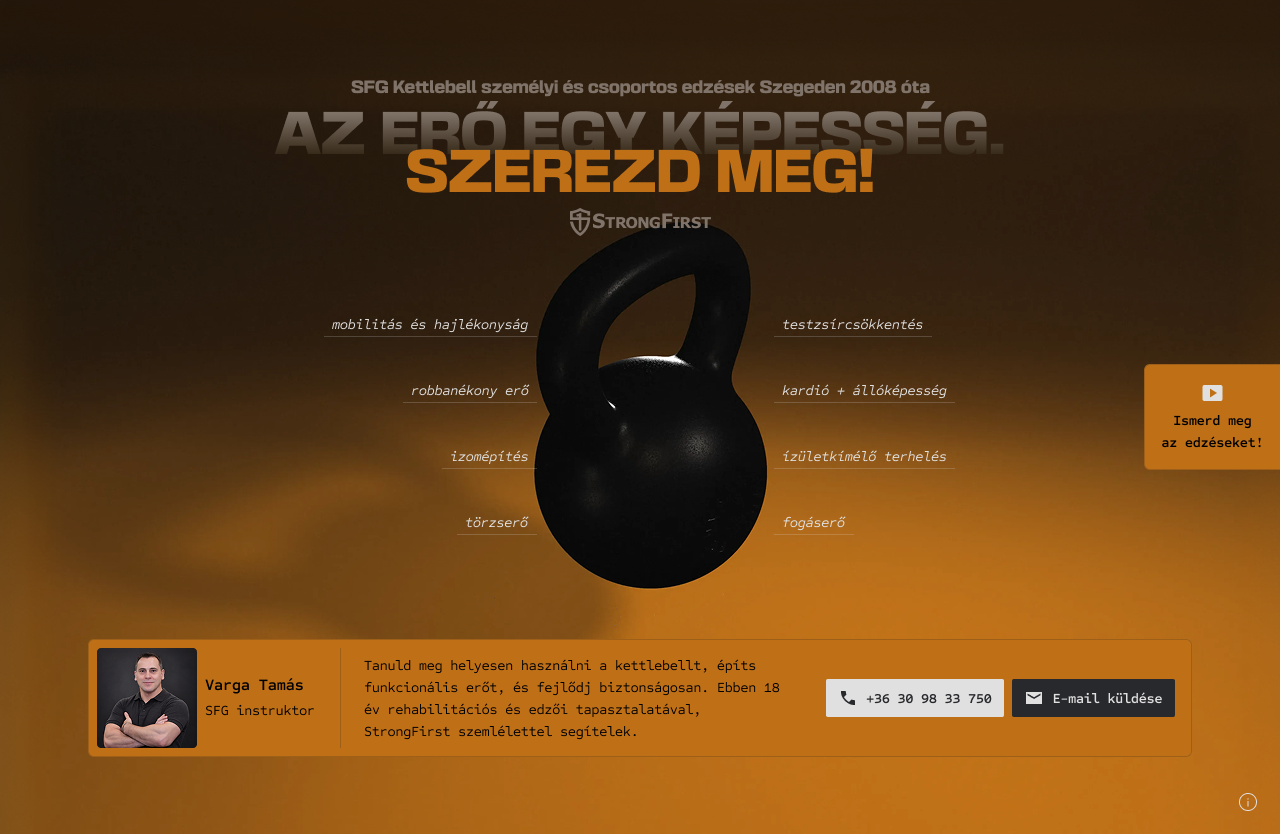 SFG Kettlebell személyi és csoportos edzések Szegeden 2008 óta
AZ ERŐ EGY KÉPESSÉG.
SZEREZD MEG!
STRONGFIRST
mobilitás és hajlékonyság
testzsírcsökkentés
robbanékony erő
kardió + állóképesség
izomépítés
ízületkímélő terhelés
törzserő
fogáserő
Ismerd meg
az edzéseket!
Varga Tamás
SFG instruktor
Tanuld meg helyesen használni a kettlebellt, építs
funkcionális erőt, és fejlődj biztonságosan. Ebben 18
év rehabilitációs és edzői tapasztalatával,
StrongFirst szemlélettel segítelek.
+36 30 98 33 750
E-mail küldése